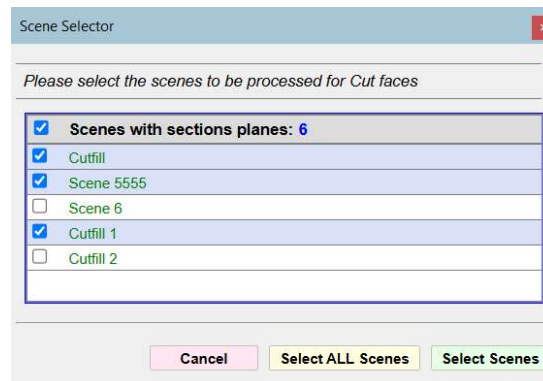 Scene Selector
Please select the scenes to be processed for Cut faces
Scenes with sections planes: 6
Cutfill
Scene 5555
Scene 6
Cutfill 1
Cutfill 2
Cancel Select ALL Scenes Select Scenes